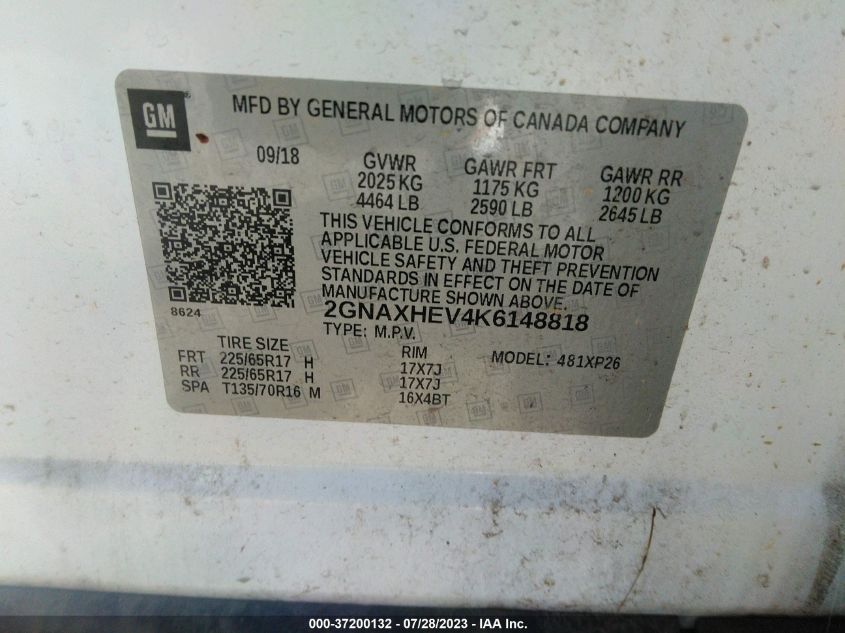 GM
MFD BY GENERAL MOTORS OF CANADA COMPANY
09/18
GVWR GAWR FRT GAWR RR
2025 KG 1175 KG 1200 KG
4464 LB 2590 LB 2645 LB
THIS VEHICLE CONFORMS TO ALL
APPLICABLE U.S. FEDERAL MOTOR
VEHICLE SAFETY AND THEFT PREVENTION
STANDARDS IN EFFECT ON THE DATE OF
MANUFACTURE SHOWN ABOVE.
8624
2GNAXHEV4K6148818
TYPE: M.P.V.
TIRE SIZE RIM MODEL: 481XP26
FRT 225/65R17 H 17X7J
RR 225/65R17 H 17X7J
SPA T135/70R16 M 16X4BT
000-37200132 - 07/28/2023 - IAA Inc.